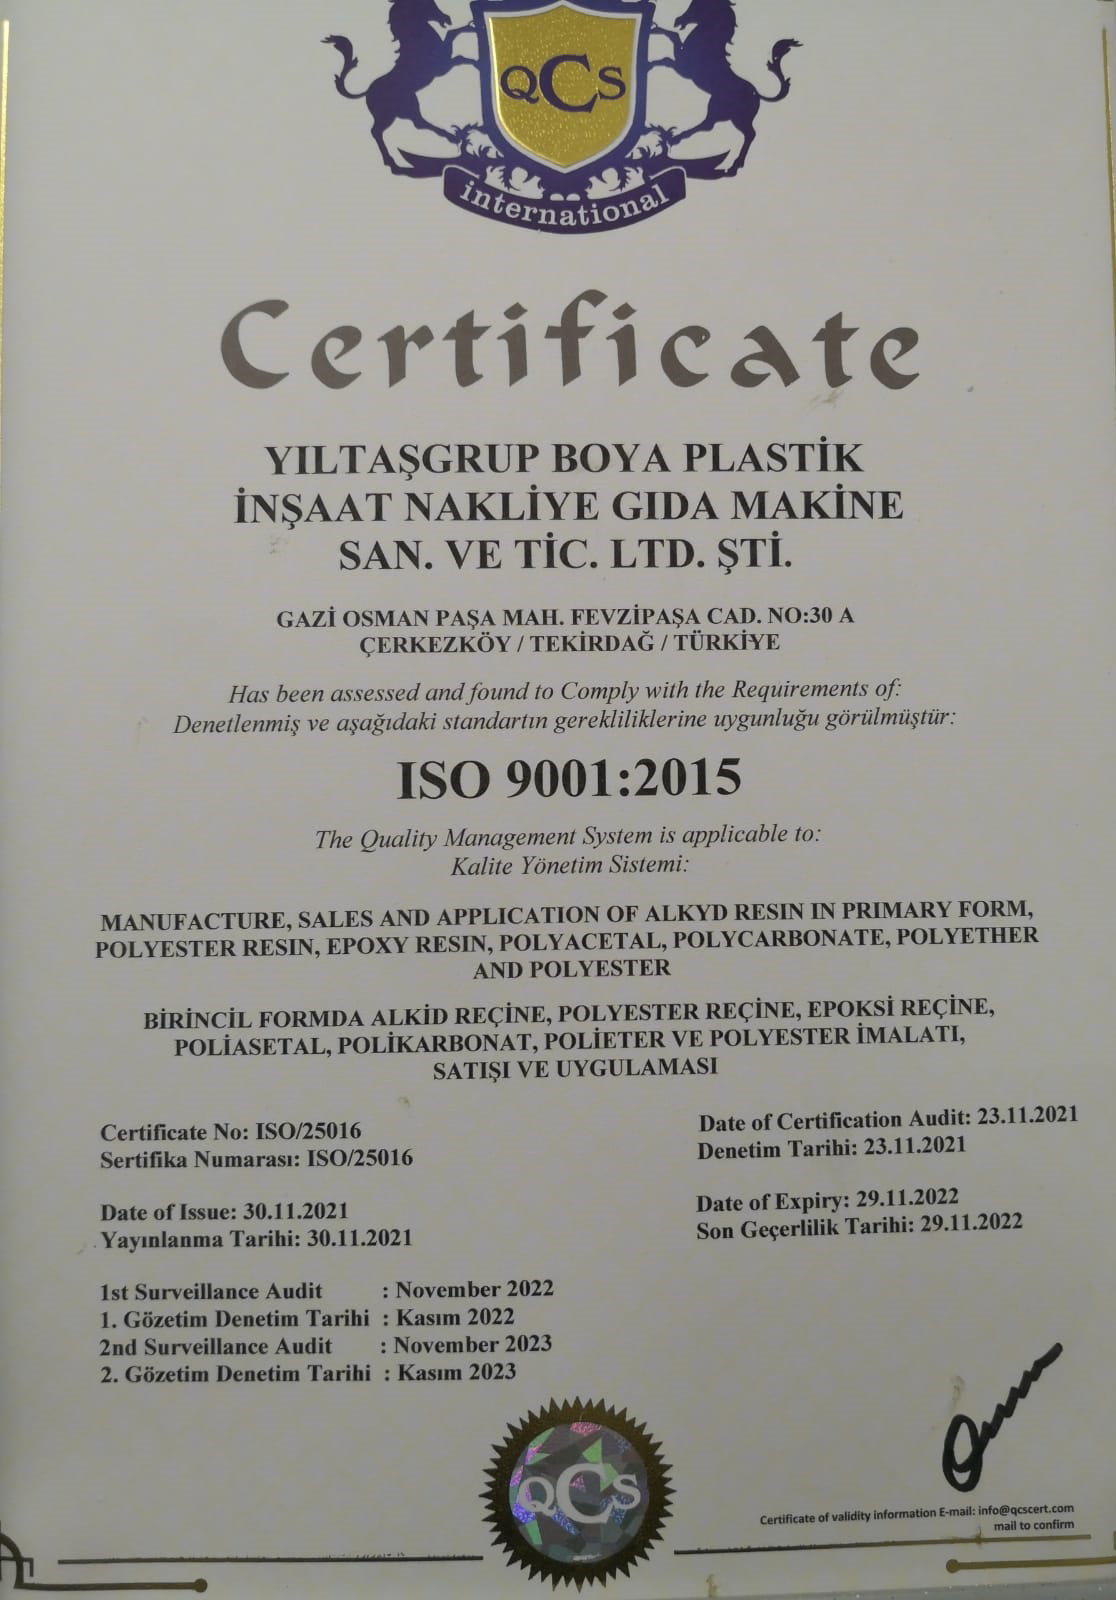 QCS
international
Certificate
YILTAŞGRUP BOYA PLASTİK
İNŞAAT NAKLİYE GIDA MAKİNE
SAN. VE TİC. LTD. ŞTİ.
GAZİ OSMAN PAŞA MAH. FEVZİPAŞA CAD. NO:30 A
ÇERKEZKÖY / TEKİRDAĞ / TÜRKİYE
Has been assessed and found to Comply with the Requirements of:
Denetlenmiş ve aşağıdaki standartın gerekliliklerine uygunluğu görülmüştür:
ISO 9001:2015
The Quality Management System is applicable to:
Kalite Yönetim Sistemi:
MANUFACTURE, SALES AND APPLICATION OF ALKYD RESIN IN PRIMARY FORM,
POLYESTER RESIN, EPOXY RESIN, POLYACETAL, POLYCARBONATE, POLYETHER
AND POLYESTER
BİRİNCİL FORMDA ALKİD REÇİNE, POLYESTER REÇİNE, EPOKSİ REÇİNE,
POLİASETAL, POLİKARBONAT, POLİETER VE POLYESTER İMALATI,
SATIŞI VE UYGULAMASI
Certificate No: ISO/25016
Sertifika Numarası: ISO/25016
Date of Certification Audit: 23.11.2021
Denetim Tarihi: 23.11.2021
Date of Issue: 30.11.2021
Yayınlanma Tarihi: 30.11.2021
Date of Expiry: 29.11.2022
Son Geçerlilik Tarihi: 29.11.2022
1st Surveillance Audit : November 2022
1. Gözetim Denetim Tarihi : Kasım 2022
2nd Surveillance Audit : November 2023
2. Gözetim Denetim Tarihi : Kasım 2023
QCS
Certificate of validity information E-mail: info@qcscert.com
mail to confirm